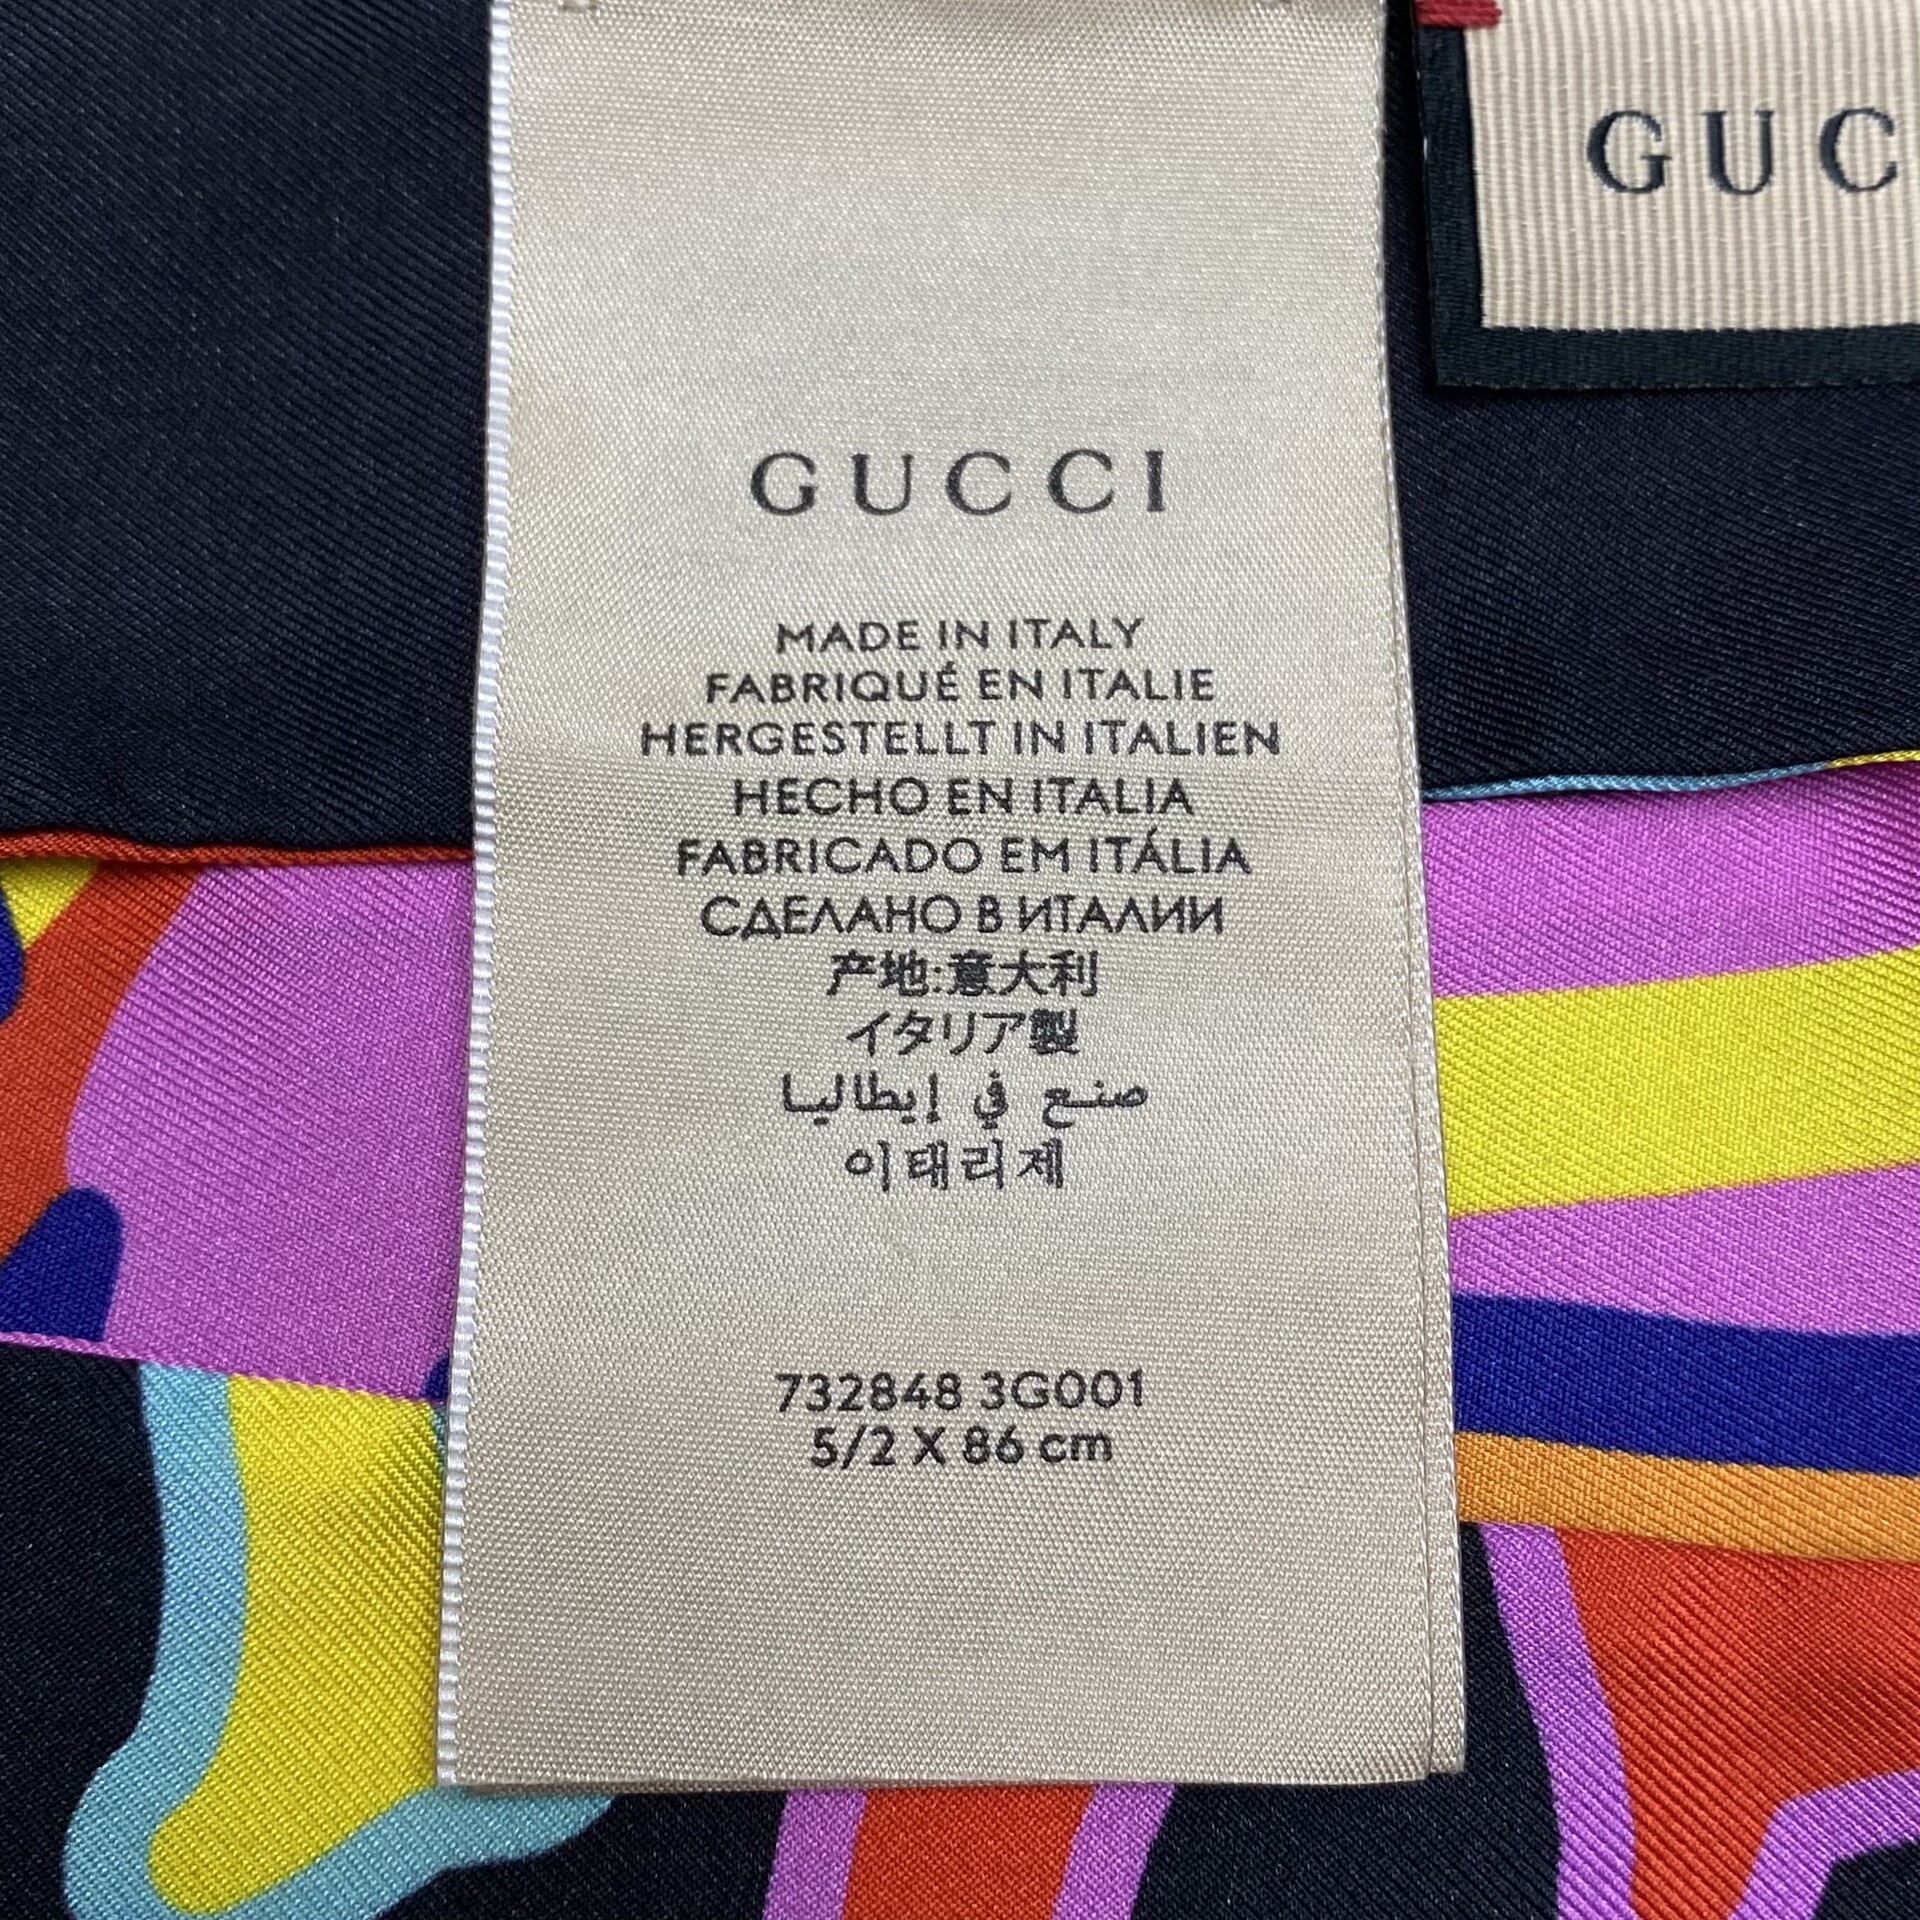 GUC
GUCCI
MADE IN ITALY
FABRIQUÉ EN ITALIE
HERGESTELLT IN ITALIEN
HECHO EN ITALIA
FABRICADO EM ITÁLIA
СДЕЛАНО В ИТАЛИИ
产地:意大利
イタリア製
صنع في إيطاليا
이태리제
732848 3G001
5/2 X 86 cm